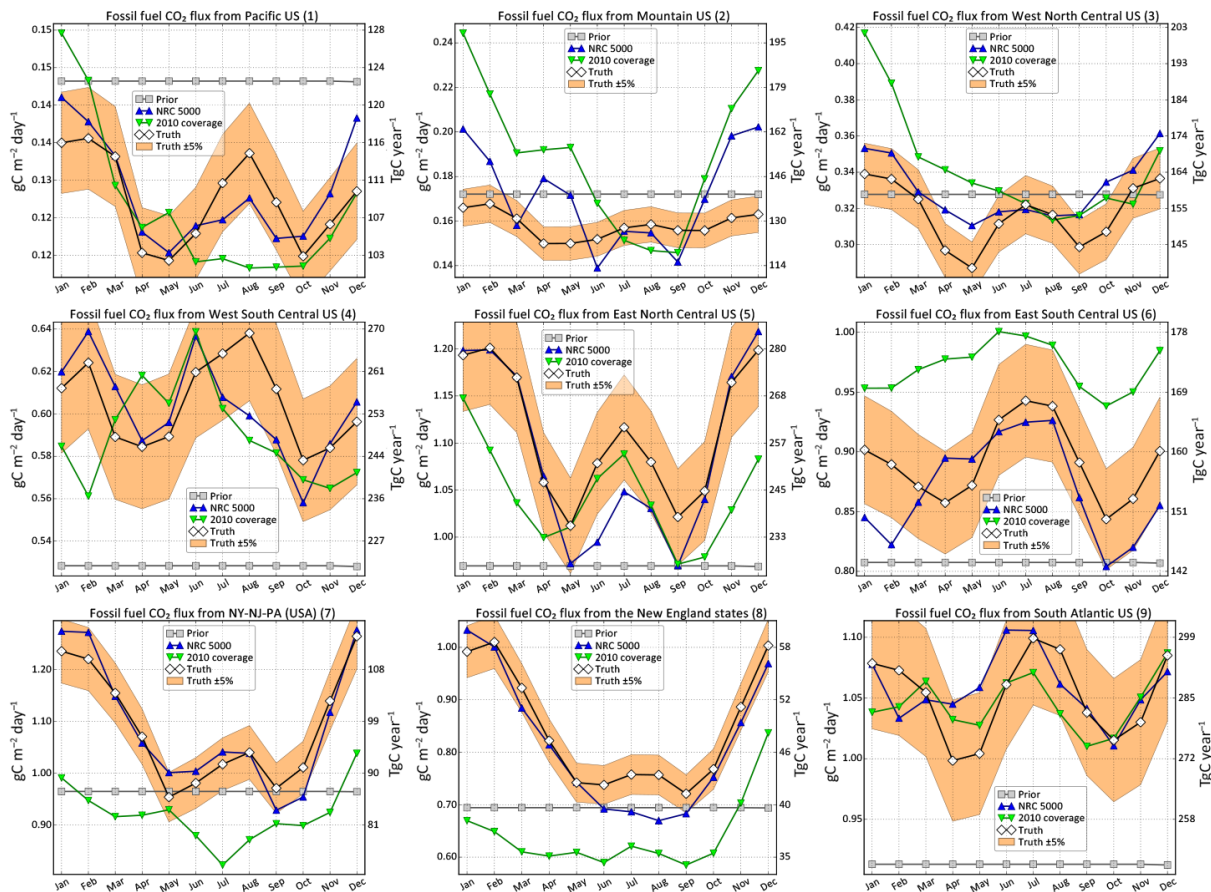 Fossil fuel CO₂ flux from Pacific US (1)
gC m⁻² day⁻¹
0.15
0.15
0.14
0.14
0.13
0.12
0.12
128
122
120
116
111
107
103
TgC year⁻¹
Prior
NRC 5000
2010 coverage
Truth
Truth ±5%
Jan Feb Mar Apr May Jun Jul Aug Sep Oct Nov Dec
Fossil fuel CO₂ flux from Mountain US (2)
gC m⁻² day⁻¹
0.24
0.22
0.20
0.18
0.16
0.14
195
179
162
146
130
114
TgC year⁻¹
Prior
NRC 5000
2010 coverage
Truth
Truth ±5%
Jan Feb Mar Apr May Jun Jul Aug Sep Oct Nov Dec
Fossil fuel CO₂ flux from West North Central US (3)
gC m⁻² day⁻¹
0.42
0.40
0.38
0.36
0.34
0.32
0.30
203
193
184
174
164
155
145
TgC year⁻¹
Prior
NRC 5000
2010 coverage
Truth
Truth ±5%
Jan Feb Mar Apr May Jun Jul Aug Sep Oct Nov Dec
Fossil fuel CO₂ flux from West South Central US (4)
gC m⁻² day⁻¹
0.64
0.62
0.60
0.58
0.56
0.54
270
261
253
244
236
227
TgC year⁻¹
Prior
NRC 5000
2010 coverage
Truth
Truth ±5%
Jan Feb Mar Apr May Jun Jul Aug Sep Oct Nov Dec
Fossil fuel CO₂ flux from East North Central US (5)
gC m⁻² day⁻¹
1.20
1.15
1.10
1.05
1.00
280
268
257
245
233
TgC year⁻¹
Prior
NRC 5000
2010 coverage
Truth
Truth ±5%
Jan Feb Mar Apr May Jun Jul Aug Sep Oct Nov Dec
Fossil fuel CO₂ flux from East South Central US (6)
gC m⁻² day⁻¹
1.00
0.95
0.90
0.85
0.80
178
169
160
151
142
TgC year⁻¹
Prior
NRC 5000
2010 coverage
Truth
Truth ±5%
Jan Feb Mar Apr May Jun Jul Aug Sep Oct Nov Dec
Fossil fuel CO₂ flux from NY-NJ-PA (USA) (7)
gC m⁻² day⁻¹
1.20
1.10
1.00
0.90
108
99
90
81
TgC year⁻¹
Prior
NRC 5000
2010 coverage
Truth
Truth ±5%
Jan Feb Mar Apr May Jun Jul Aug Sep Oct Nov Dec
Fossil fuel CO₂ flux from the New England states (8)
gC m⁻² day⁻¹
1.00
0.90
0.80
0.70
0.60
58
52
46
40
35
TgC year⁻¹
Prior
NRC 5000
2010 coverage
Truth
Truth ±5%
Jan Feb Mar Apr May Jun Jul Aug Sep Oct Nov Dec
Fossil fuel CO₂ flux from South Atlantic US (9)
gC m⁻² day⁻¹
1.10
1.05
1.00
0.95
299
285
272
258
TgC year⁻¹
Prior
NRC 5000
2010 coverage
Truth
Truth ±5%
Jan Feb Mar Apr May Jun Jul Aug Sep Oct Nov Dec